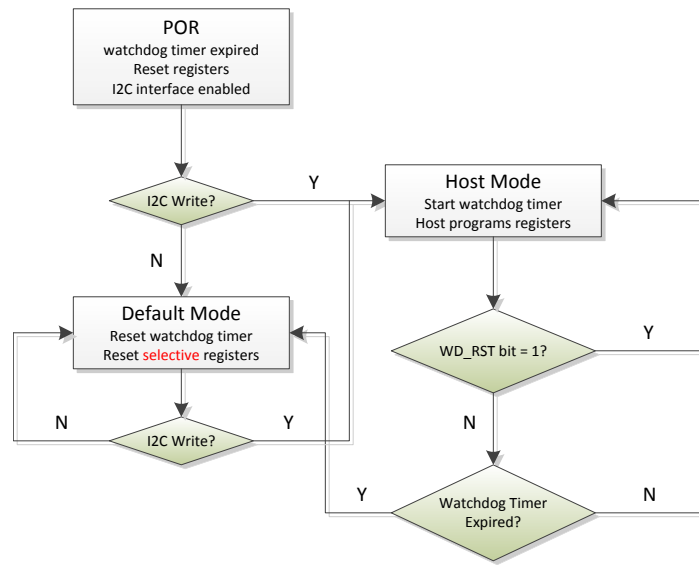 POR
watchdog timer expired
Reset registers
I2C interface enabled
I2C Write?
Y
N
Host Mode
Start watchdog timer
Host programs registers
Default Mode
Reset watchdog timer
Reset selective registers
WD_RST bit = 1?
Y
N
I2C Write?
N
Y
Watchdog Timer
Expired?
Y
N